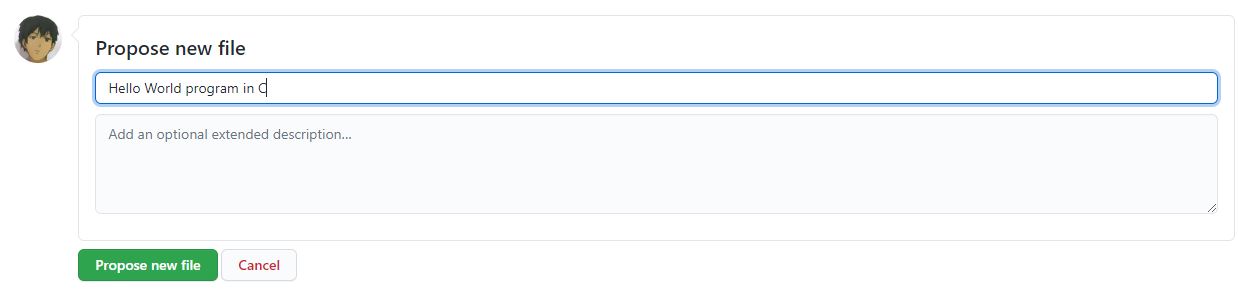 Propose new file
Hello World program in C
Add an optional extended description...
Propose new file
Cancel